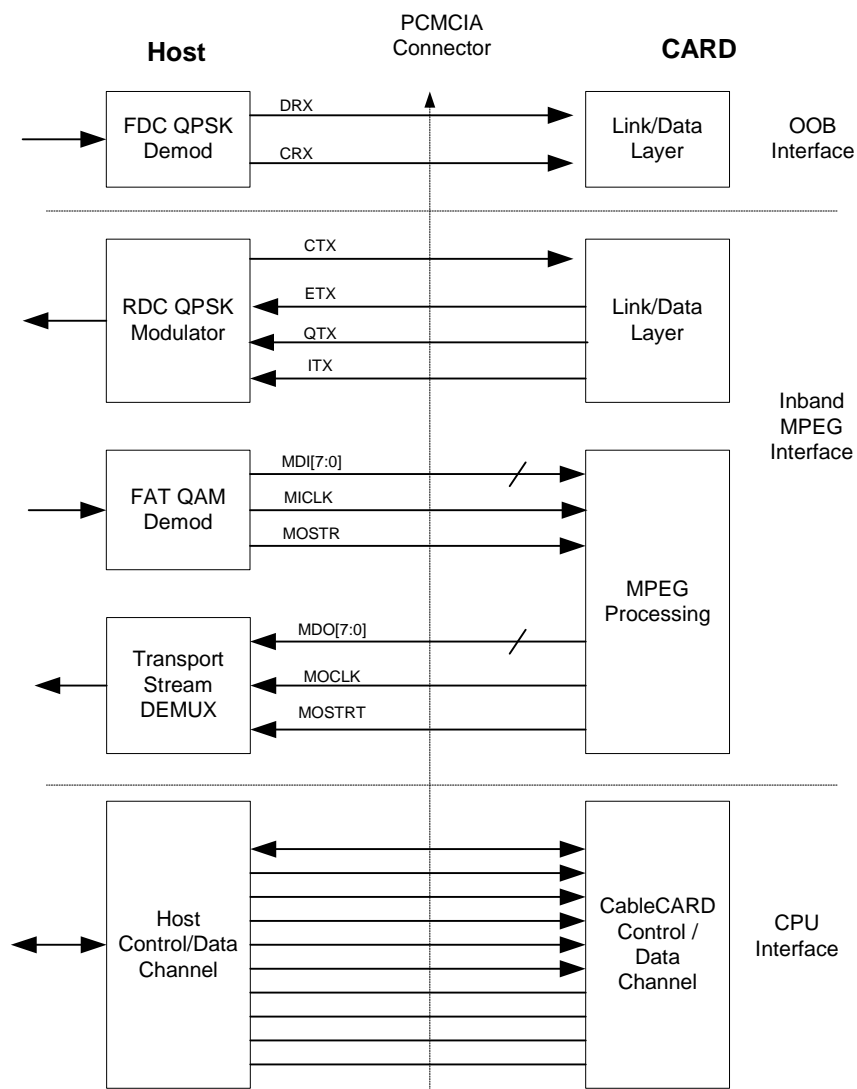 PCMCIA
Connector
Host
CARD
FDC QPSK
Demod
DRX
CRX
Link/Data
Layer
OOB
Interface
RDC QPSK
Modulator
CTX
ETX
QTX
ITX
Link/Data
Layer
Inband
MPEG
Interface
FAT QAM
Demod
MDI[7:0]
MICLK
MOSTR
MPEG
Processing
Transport
Stream
DEMUX
MDO[7:0]
MOCLK
MOSTRT
Host
Control/Data
Channel
CableCARD
Control /
Data
Channel
CPU
Interface